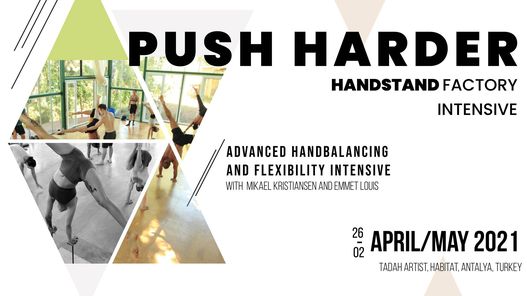 PUSH HARDER
HANDSTAND FACTORY
INTENSIVE
ADVANCED HANDBALANCING
AND FLEXIBILITY INTENSIVE
WITH MIKAEL KRISTIANSEN AND EMMET LOUIS
26
–
02
APRIL/MAY 2021
TADAH ARTIST, HABITAT, ANTALYA, TURKEY